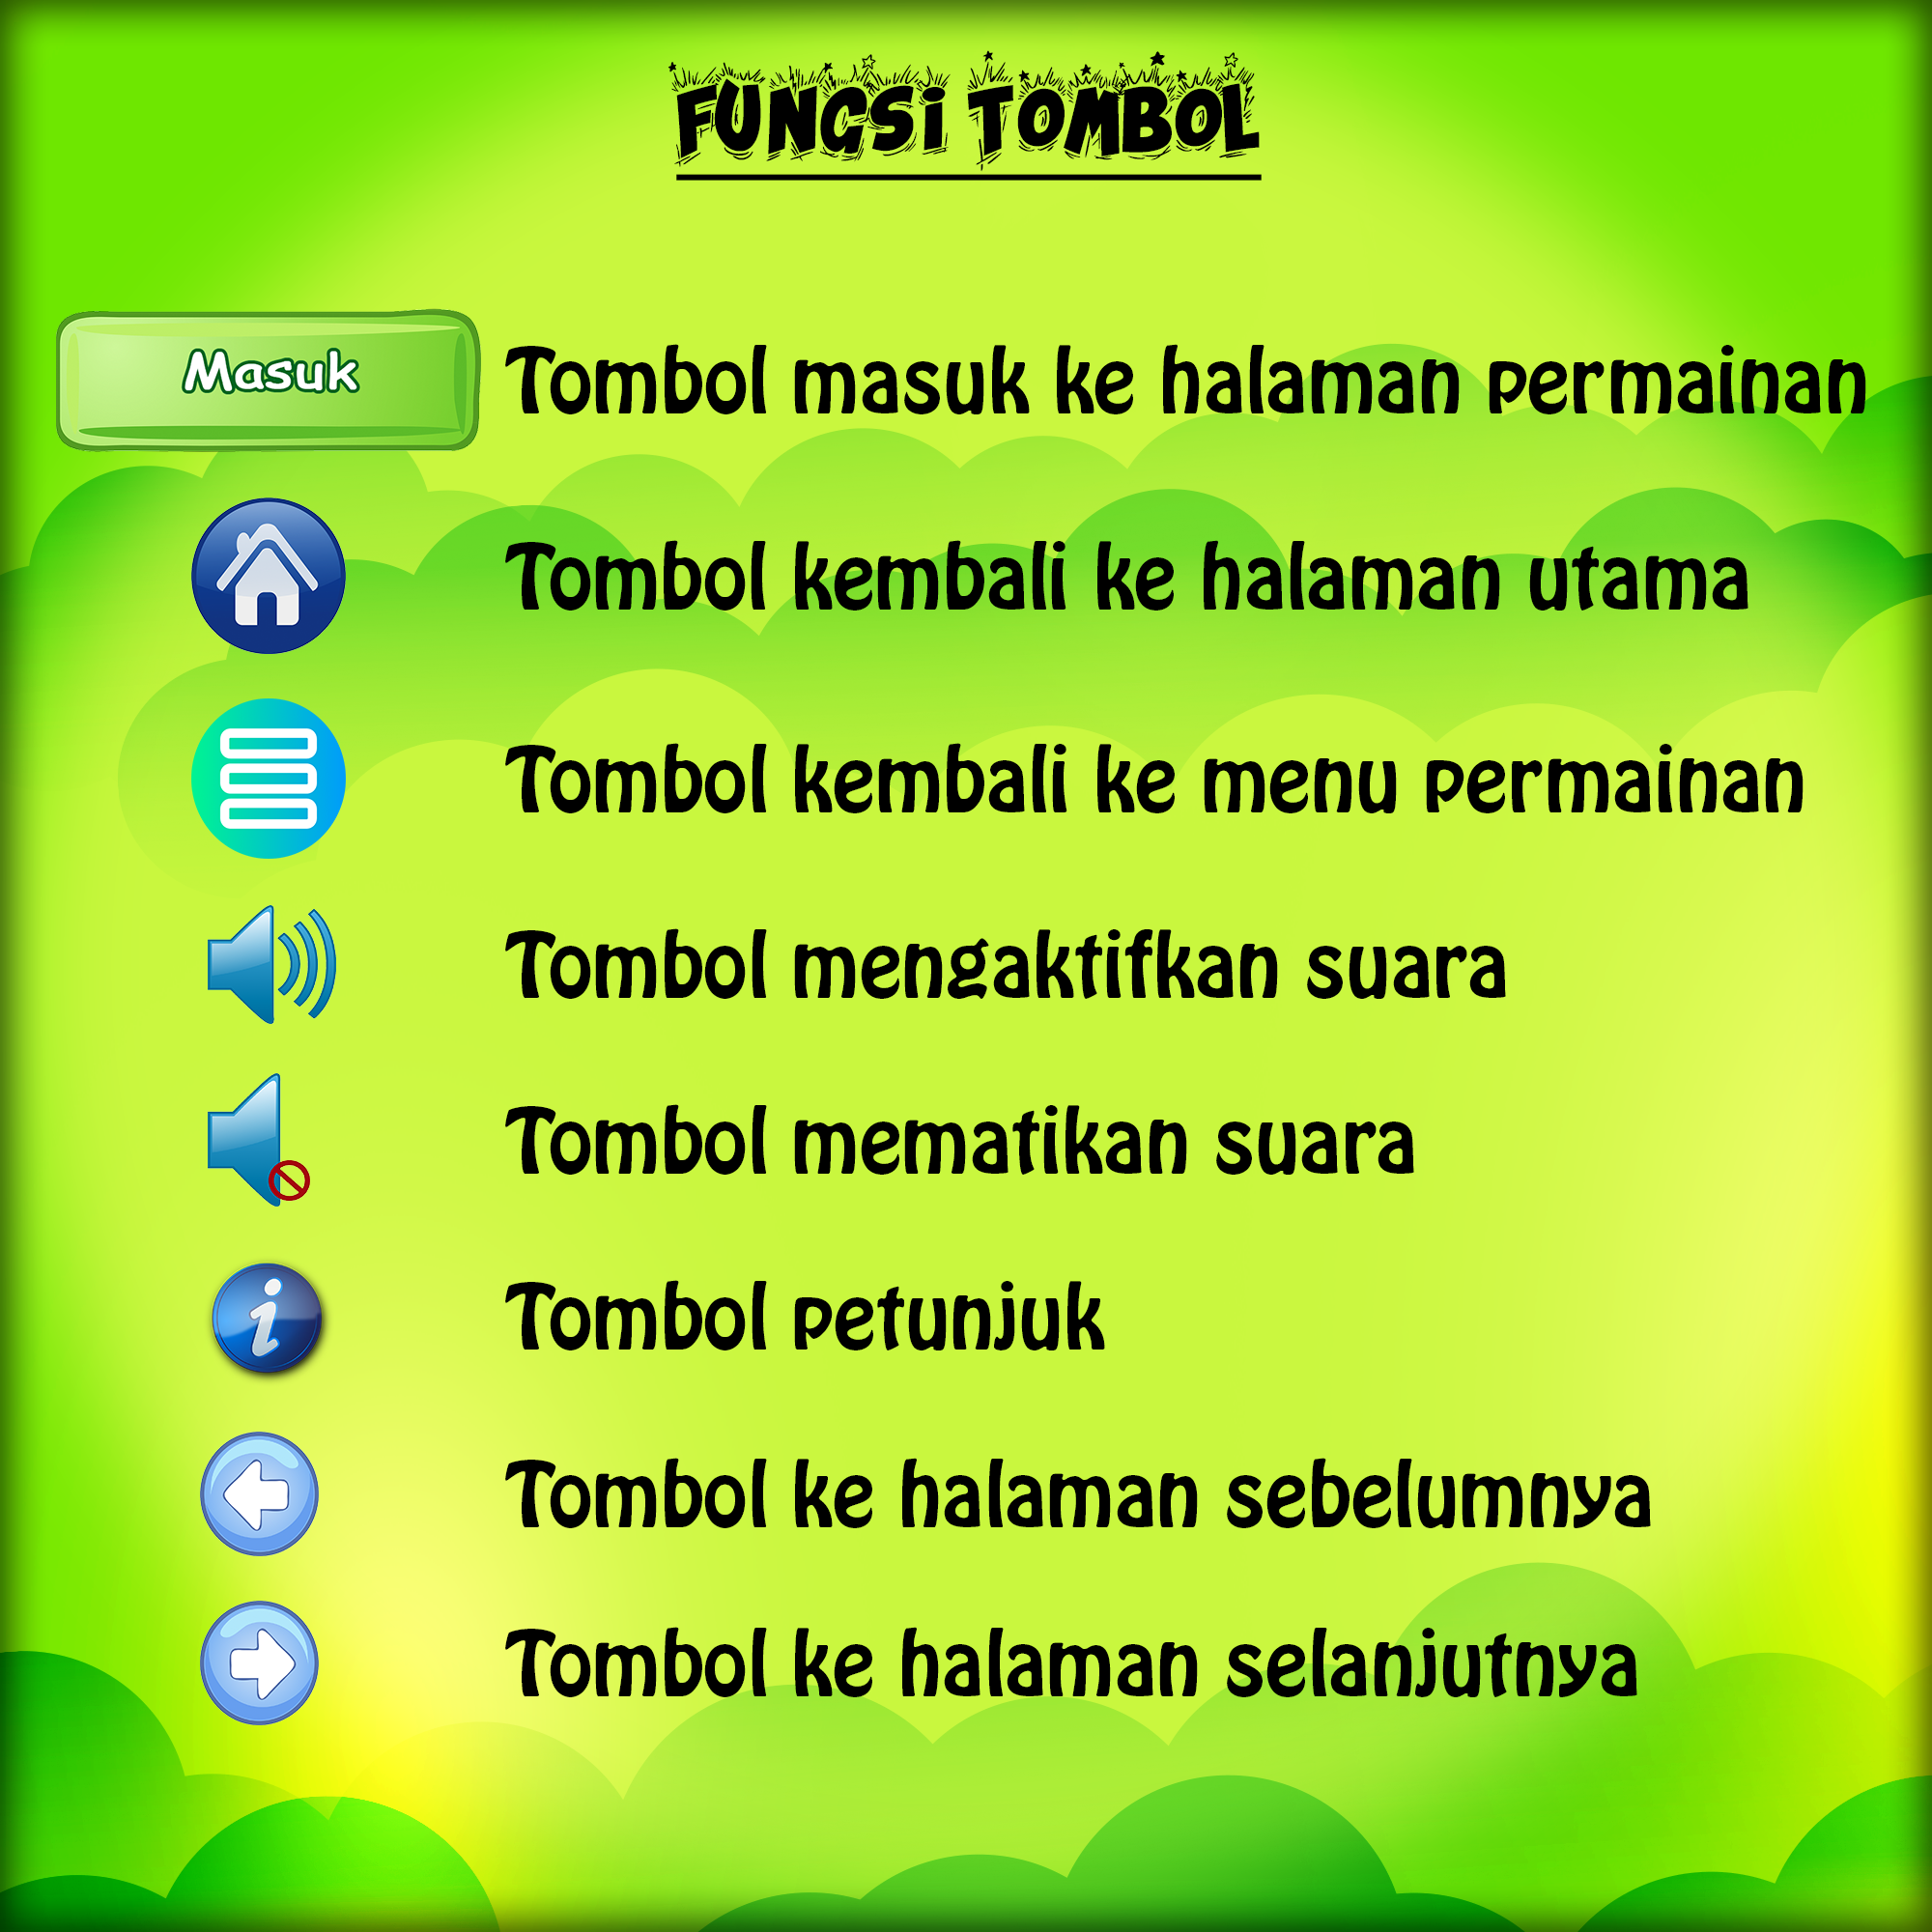 FUNGSI TOMBOL
Masuk
Tombol masuk ke halaman permainan
Tombol kembali ke halaman utama
Tombol kembali ke menu permainan
Tombol mengaktifkan suara
Tombol mematikan suara
i
Tombol petunjuk
Tombol ke halaman sebelumnya
Tombol ke halaman selanjutnya